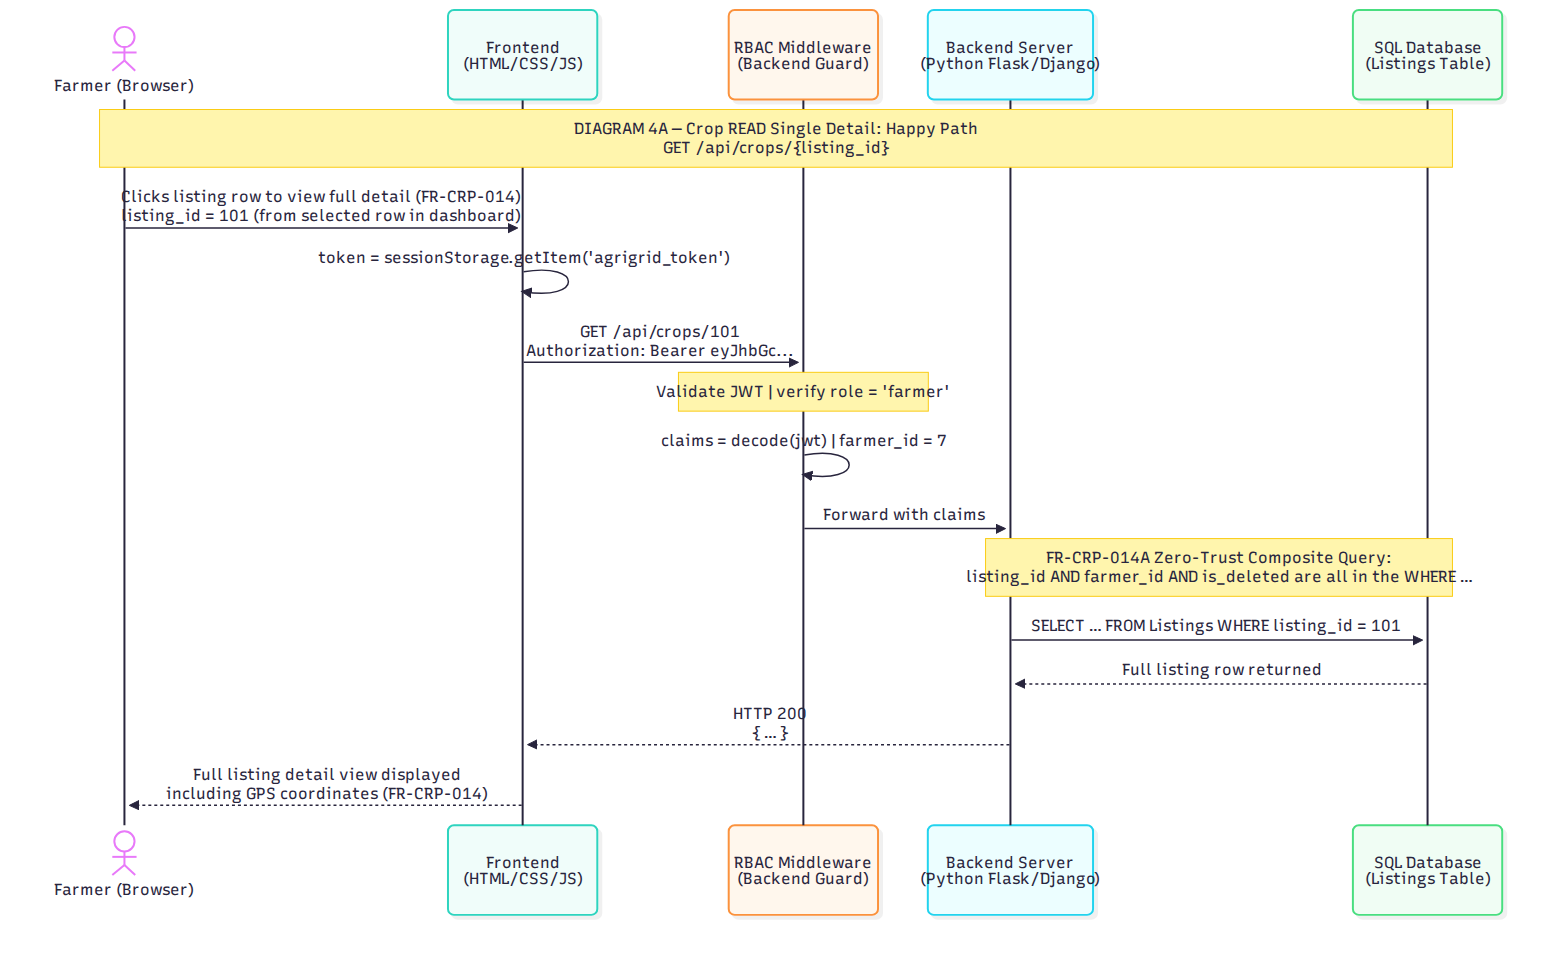 Farmer (Browser)
Frontend
(HTML/CSS/JS)
RBAC Middleware
(Backend Guard)
Backend Server
(Python Flask/Django)
SQL Database
(Listings Table)
DIAGRAM 4A — Crop READ Single Detail: Happy Path
GET /api/crops/{listing_id}
Clicks listing row to view full detail (FR-CRP-014)
listing_id = 101 (from selected row in dashboard)
token = sessionStorage.getItem('agrigrid_token')
GET /api/crops/101
Authorization: Bearer eyJhbGc...
Validate JWT | verify role = 'farmer'
claims = decode(jwt) | farmer_id = 7
Forward with claims
FR-CRP-014A Zero-Trust Composite Query:
listing_id AND farmer_id AND is_deleted are all in the WHERE ...
SELECT ... FROM Listings WHERE listing_id = 101
Full listing row returned
HTTP 200
{ ... }
Full listing detail view displayed
including GPS coordinates (FR-CRP-014)
Farmer (Browser)
Frontend
(HTML/CSS/JS)
RBAC Middleware
(Backend Guard)
Backend Server
(Python Flask/Django)
SQL Database
(Listings Table)